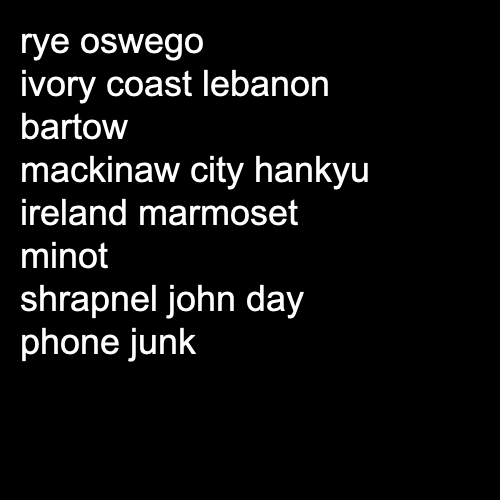 rye oswego
ivory coast lebanon
bartow
mackinaw city hankyu
ireland marmoset
minot
shrapnel john day
phone junk